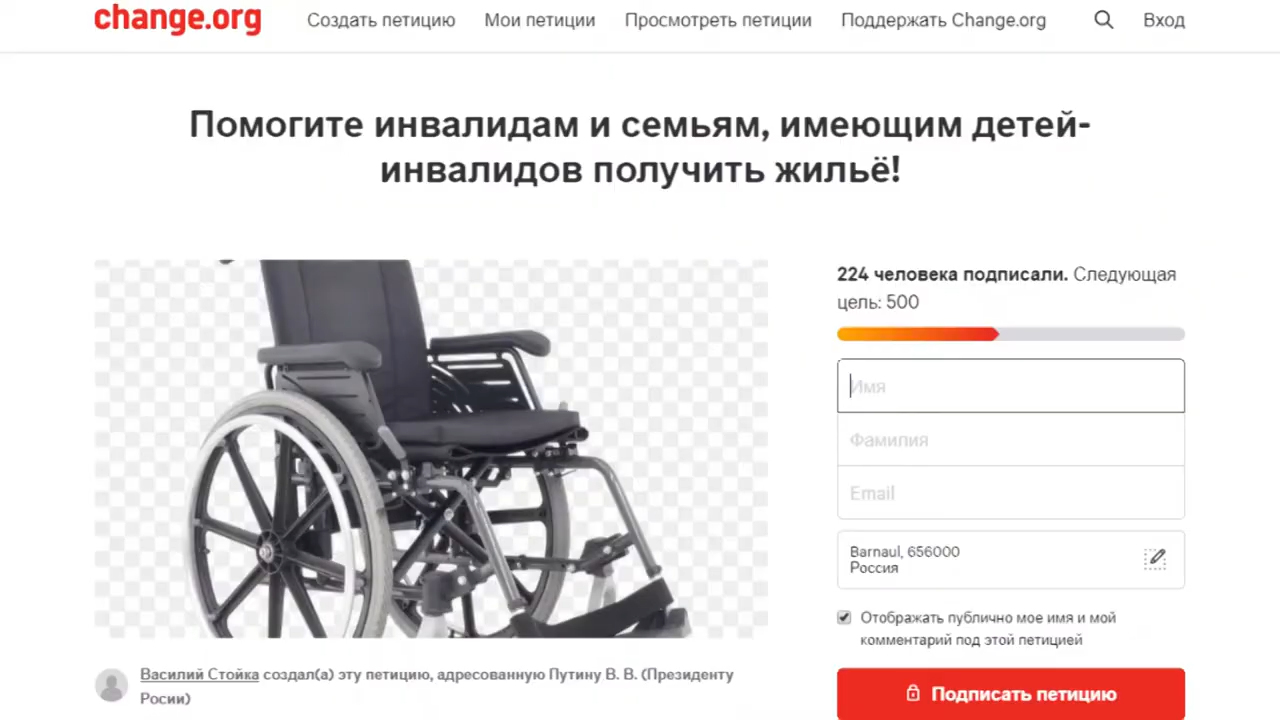 change.org Создать петицию Мои петиции Просмотреть петиции Поддержать Change.org Вход
Помогите инвалидам и семьям, имеющим детей-
инвалидов получить жильё!
224 человека подписали. Следующая
цель: 500
Имя
Фамилия
Email
Barnaul, 656000
Россия
Отображать публично мое имя и мой
комментарий под этой петицией
Подписать петицию
Василий Стойка создал(а) эту петицию, адресованную Путину В. В. (Президенту
Росии)